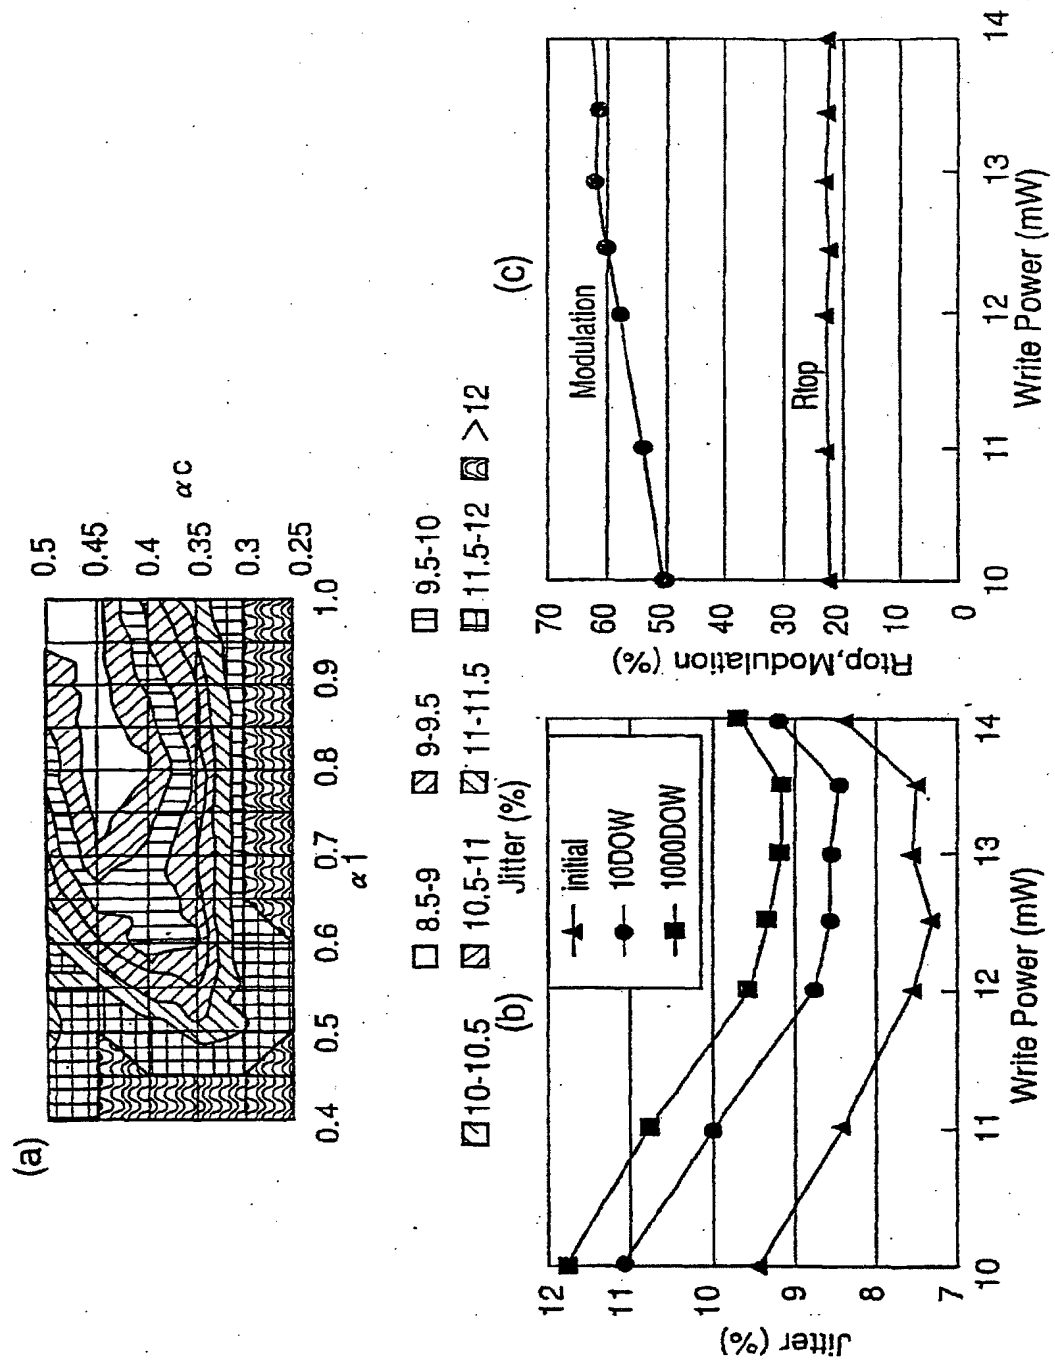 (a)
0.5
0.45
0.4
0.35
0.3
0.25
αc
0.4 0.5 0.6 0.7 0.8 0.9 1.0
α1
8.5-9 9-9.5 9.5-10
10-10.5 10.5-11 11-11.5 11.5-12 >12
Jitter (%)
(b)
12
11
10
9
8
7
Jitter (%)
initial
10DOW
1000DOW
10 11 12 13 14
Write Power (mW)
(c)
70
60
50
40
30
20
10
0
Rtop,Modulation (%)
Modulation
Rtop
10 11 12 13 14
Write Power (mW)